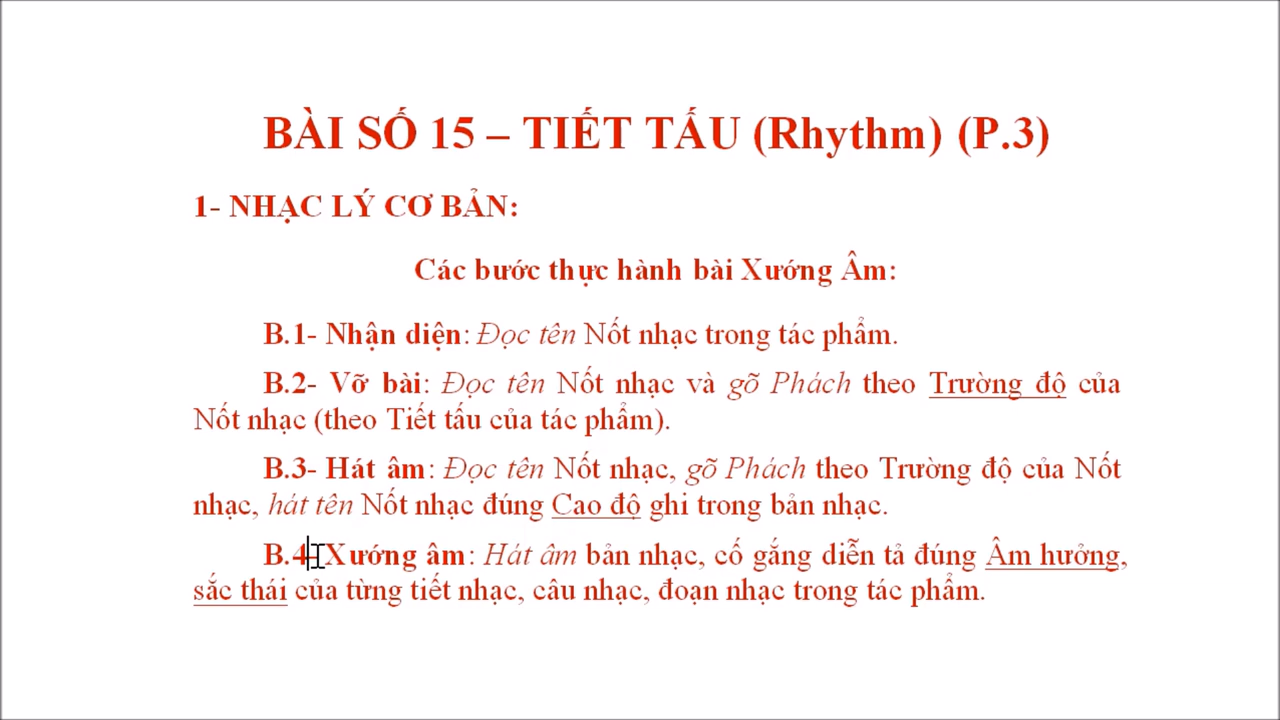 BÀI SỐ 15 – TIẾT TẤU (Rhythm) (P.3)
1- NHẠC LÝ CƠ BẢN:
Các bước thực hành bài Xướng Âm:
B.1- Nhận diện: Đọc tên Nốt nhạc trong tác phẩm.
B.2- Vỡ bài: Đọc tên Nốt nhạc và gõ Phách theo Trường độ của
Nốt nhạc (theo Tiết tấu của tác phẩm).
B.3- Hát âm: Đọc tên Nốt nhạc, gõ Phách theo Trường độ của Nốt
nhạc, hát tên Nốt nhạc đúng Cao độ ghi trong bản nhạc.
B.4- Xướng âm: Hát âm bản nhạc, cố gắng diễn tả đúng Âm hưởng,
sắc thái của từng tiết nhạc, câu nhạc, đoạn nhạc trong tác phẩm.